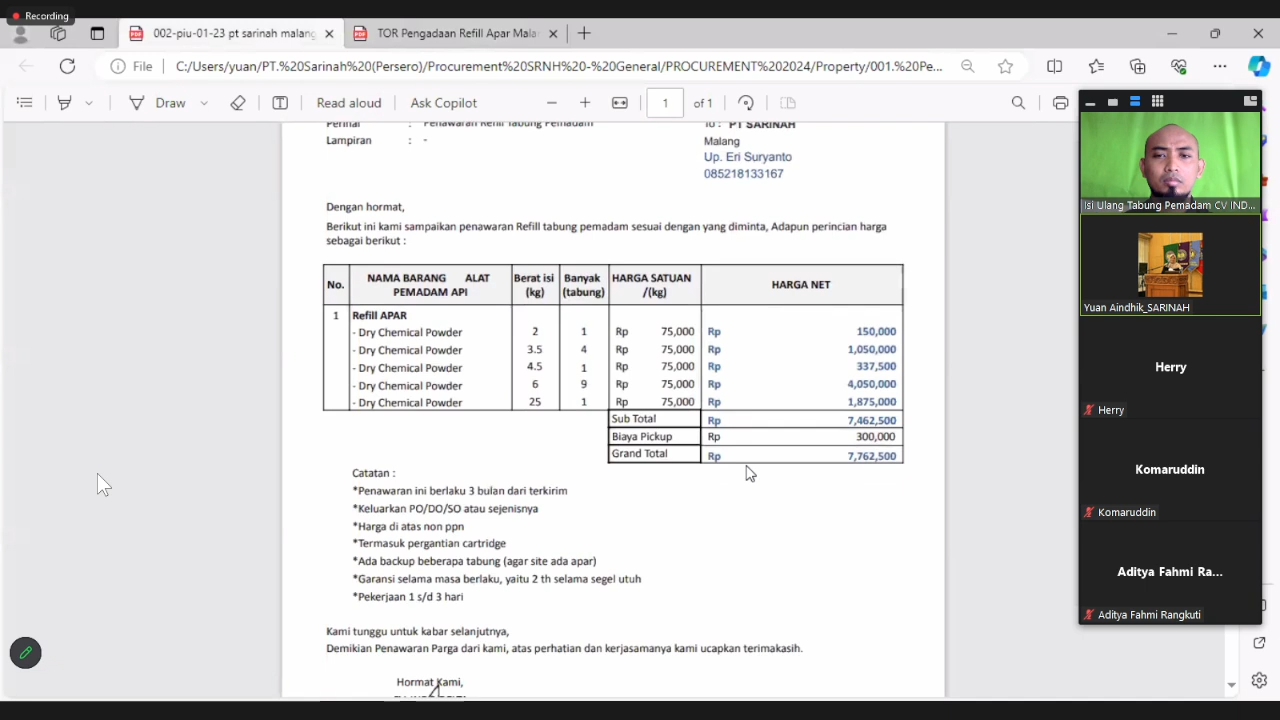 Recording
002-piu-01-23 pt sarinah malang
TOR Pengadaan Refill Apar Mala
File
C:/Users/yuan/PT.%20Sarinah%20(Persero)/Procurement%20SRNH%20-%20General/PROCUREMENT%202024/Property/001.%20Pe...
Draw
Read aloud
Ask Copilot
1 of 1
Perihal : Penawaran Refill Tabung Pemadam
Lampiran : -
To : PT SARINAH
Malang
Up. Eri Suryanto
085218133167
Dengan hormat,
Berikut ini kami sampaikan penawaran Refill tabung pemadam sesuai dengan yang diminta, Adapun perincian harga
sebagai berikut :
No. NAMA BARANG ALAT PEMADAM API Berat isi (kg) Banyak (tabung) HARGA SATUAN /(kg) HARGA NET
1 Refill APAR
- Dry Chemical Powder 2 1 Rp 75,000 Rp 150,000
- Dry Chemical Powder 3.5 4 Rp 75,000 Rp 1,050,000
- Dry Chemical Powder 4.5 1 Rp 75,000 Rp 337,500
- Dry Chemical Powder 6 9 Rp 75,000 Rp 4,050,000
- Dry Chemical Powder 25 1 Rp 75,000 Rp 1,875,000
Sub Total Rp 7,462,500
Biaya Pickup Rp 300,000
Grand Total Rp 7,762,500
Catatan :
*Penawaran ini berlaku 3 bulan dari terkirim
*Keluarkan PO/DO/SO atau sejenisnya
*Harga di atas non ppn
*Termasuk pergantian cartridge
*Ada backup beberapa tabung (agar site ada apar)
*Garansi selama masa berlaku, yaitu 2 th selama segel utuh
*Pekerjaan 1 s/d 3 hari
Kami tunggu untuk kabar selanjutnya,
Demikian Penawaran Parga dari kami, atas perhatian dan kerjasamanya kami ucapkan terimakasih.
Hormat Kami,
Isi Ulang Tabung Pemadam CV IND...
Yuan Aindhik_SARINAH
Herry
Herry
Komaruddin
Komaruddin
Aditya Fahmi Ra...
Aditya Fahmi Rangkuti